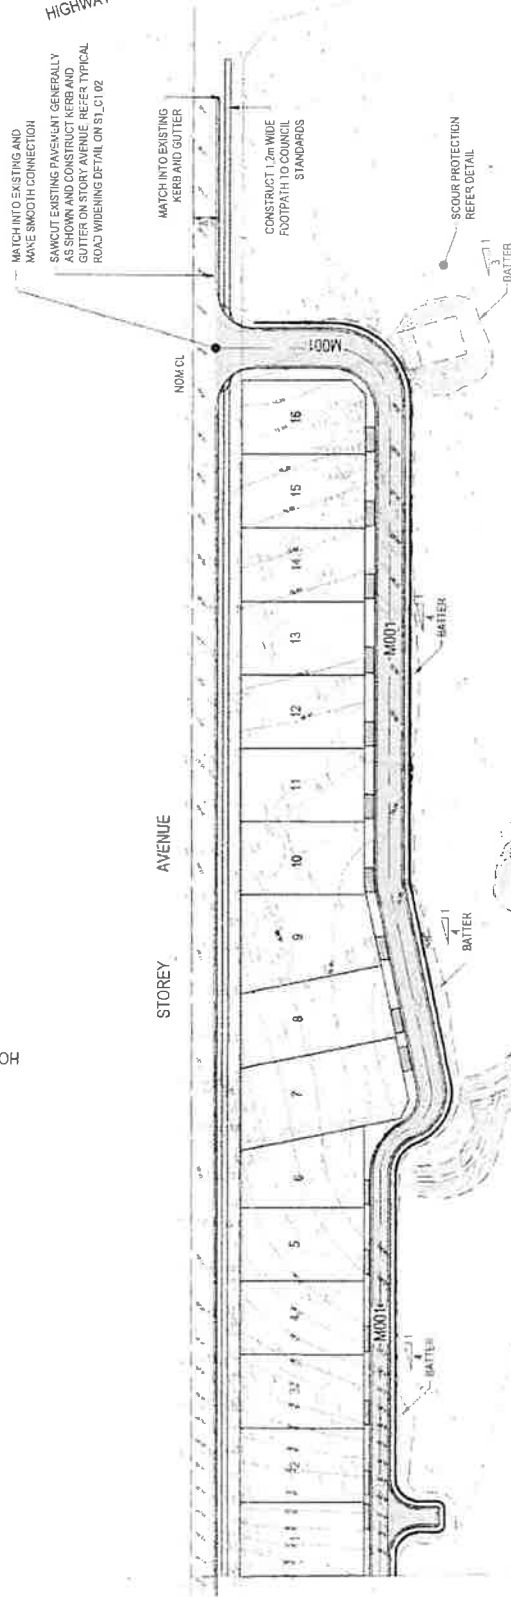 HIGHWAY
MATCH INTO EXISTING AND
MAKE SMOOTH CONNECTION
SAWCUT EXISTING PAVEMENT GENERALLY
AS SHOWN AND CONSTRUCT KERB AND
GUTTER ON STORY AVENUE. REFER TYPICAL
ROAD WIDENING DETAIL ON S1_C1.02
MATCH INTO EXISTING
KERB AND GUTTER
CONSTRUCT 1.2m WIDE
FOOTPATH TO COUNCIL
STANDARDS
SCOUR PROTECTION
REFER DETAIL
1
3
BATTER
NOM CL
M001
16
15
14
13
12
11
10
9
8
7
6
5
4
3
2
1
M001
1
4
BATTER
STOREY AVENUE
1
4
BATTER
OH
M001
1
4
BATTER